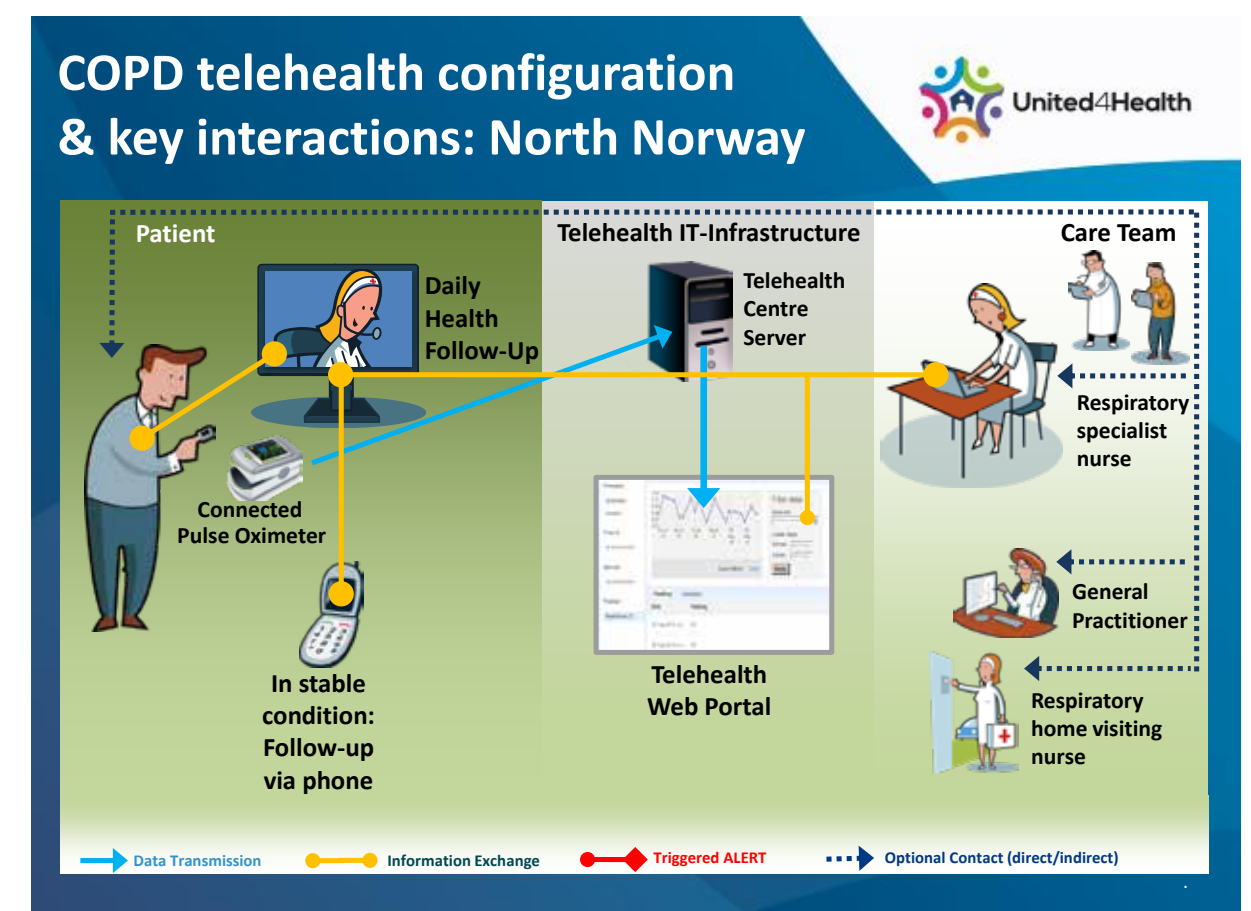 COPD telehealth configuration
& key interactions: North Norway
United4Health
Patient
Telehealth IT-Infrastructure
Care Team
Daily
Health
Follow-Up
Telehealth
Centre
Server
Respiratory
specialist
nurse
Connected
Pulse Oximeter
General
Practitioner
In stable
condition:
Follow-up
via phone
Telehealth
Web Portal
Respiratory
home visiting
nurse
Data Transmission
Information Exchange
Triggered ALERT
Optional Contact (direct/indirect)